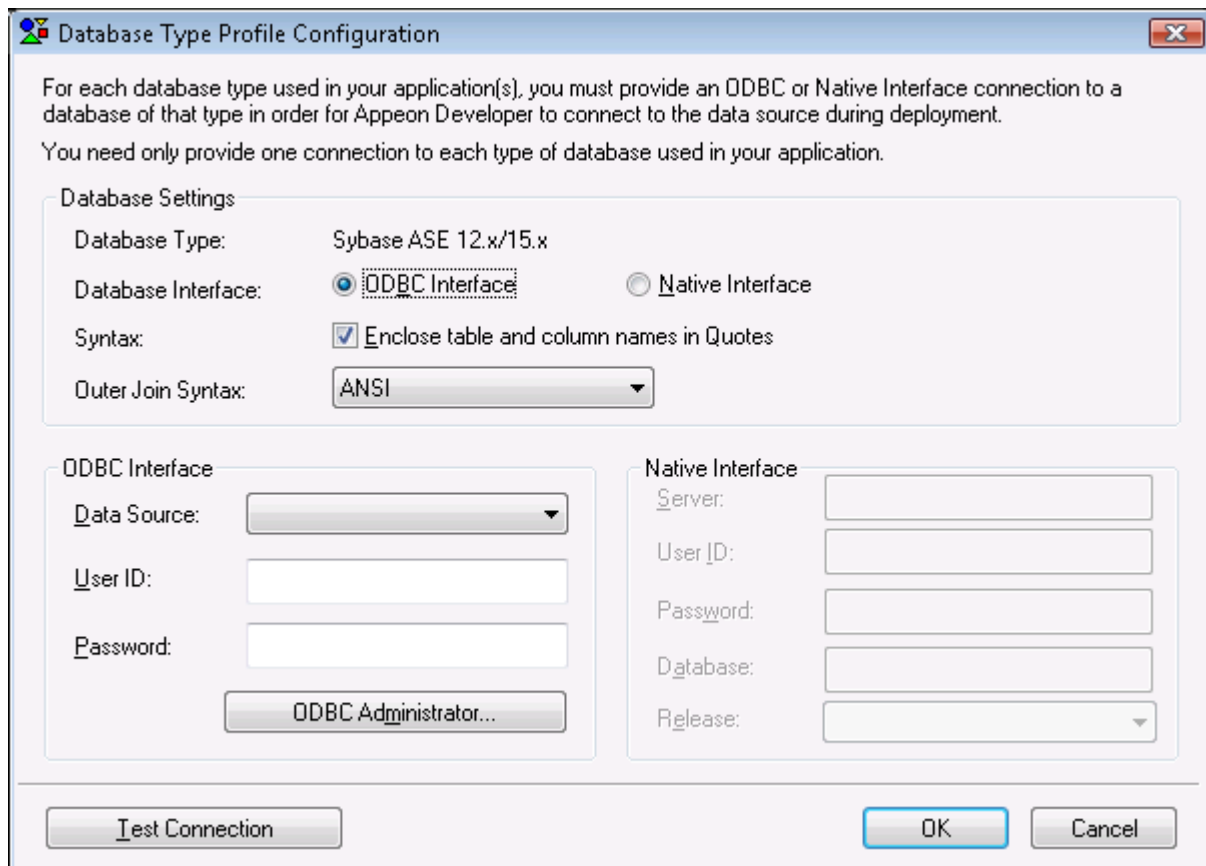 Database Type Profile Configuration
For each database type used in your application(s), you must provide an ODBC or Native Interface connection to a
database of that type in order for Appeon Developer to connect to the data source during deployment.
You need only provide one connection to each type of database used in your application.
Database Settings
Database Type: Sybase ASE 12.x/15.x
Database Interface: ODBC Interface Native Interface
Syntax: Enclose table and column names in Quotes
Outer Join Syntax: ANSI
ODBC Interface
Data Source:
User ID:
Password:
ODBC Administrator...
Native Interface
Server:
User ID:
Password:
Database:
Release:
Test Connection
OK
Cancel